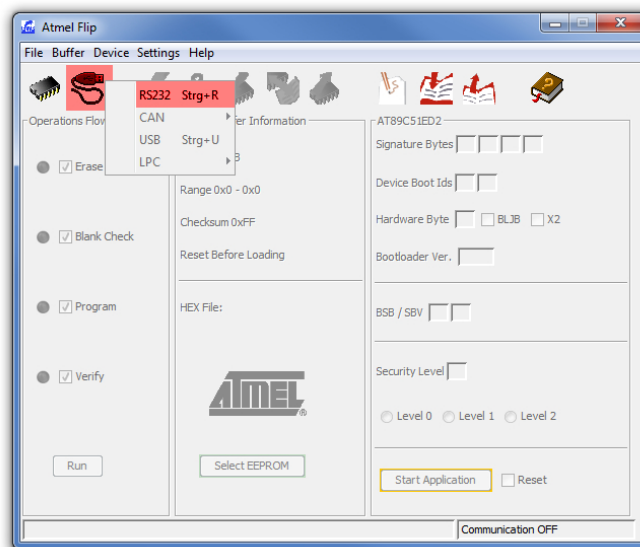 Atmel Flip
File Buffer Device Settings Help
RS232 Strg+R
CAN
USB Strg+U
LPC
Operations Flow
Erase
Blank Check
Program
Verify
Run
Information
Range 0x0 - 0x0
Checksum 0xFF
Reset Before Loading
HEX File:
ATMEL®
Select EEPROM
AT89C51ED2
Signature Bytes
Device Boot Ids
Hardware Byte BLJB X2
Bootloader Ver.
BSB / SBV
Security Level
Level 0 Level 1 Level 2
Start Application Reset
Communication OFF